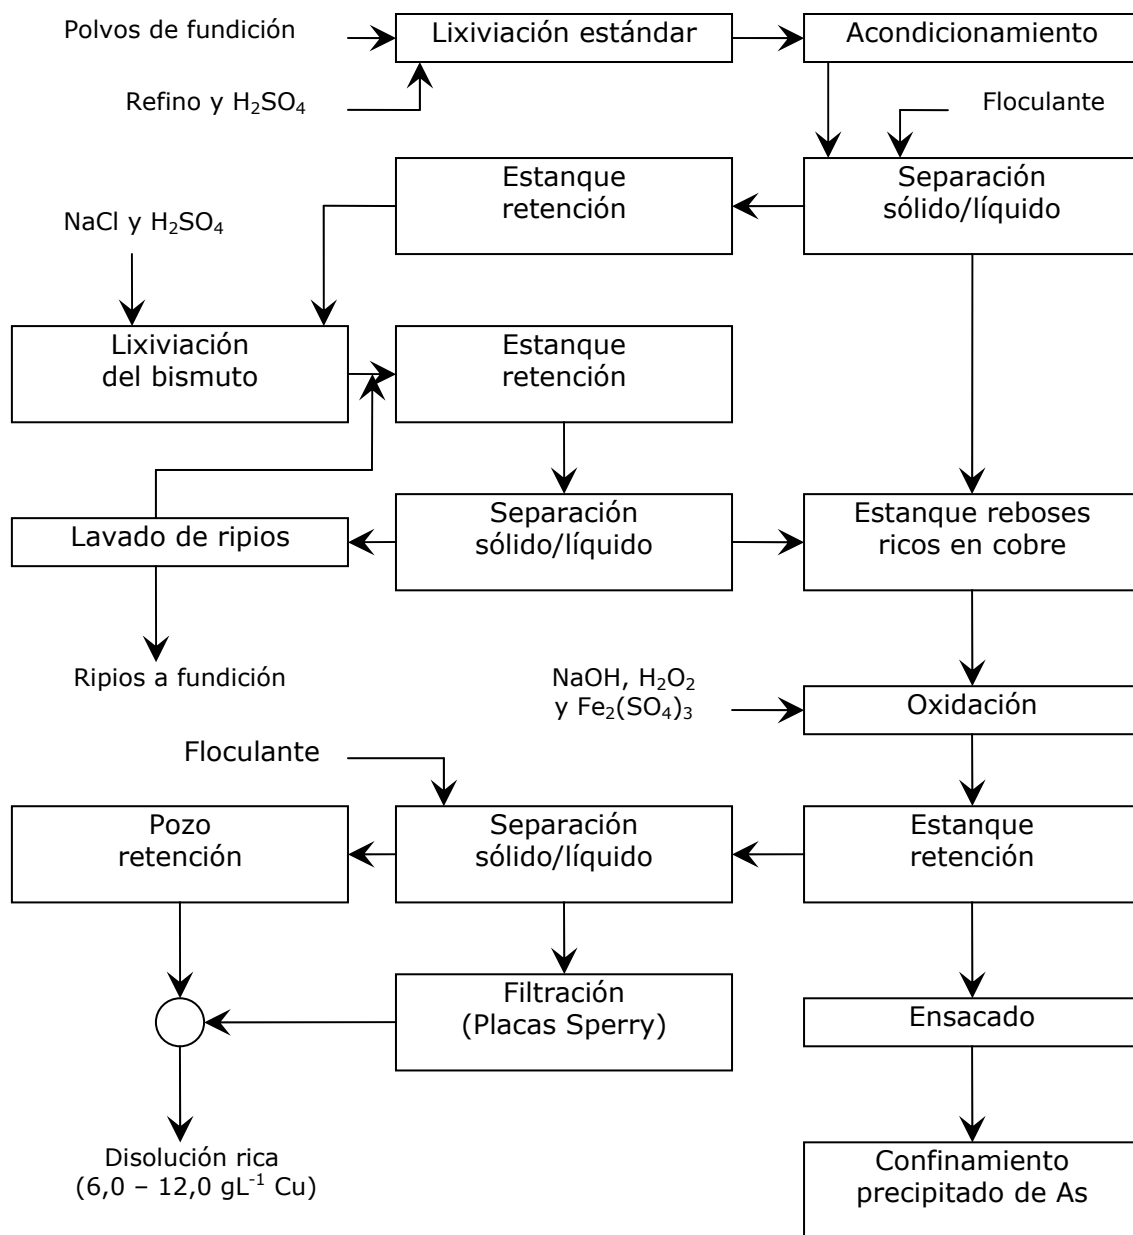 Polvos de fundición
Lixiviación estándar
Acondicionamiento
Refino y H₂SO₄
Floculante
Estanque
retención
Separación
sólido/líquido
NaCl y H₂SO₄
Lixiviación
del bismuto
Estanque
retención
Lavado de ripios
Separación
sólido/líquido
Estanque reboses
ricos en cobre
Ripios a fundición
NaOH, H₂O₂
y Fe₂(SO₄)₃
Oxidación
Floculante
Pozo
retención
Separación
sólido/líquido
Estanque
retención
Filtración
(Placas Sperry)
Ensacado
Disolución rica
(6,0 – 12,0 gL⁻¹ Cu)
Confinamiento
precipitado de As